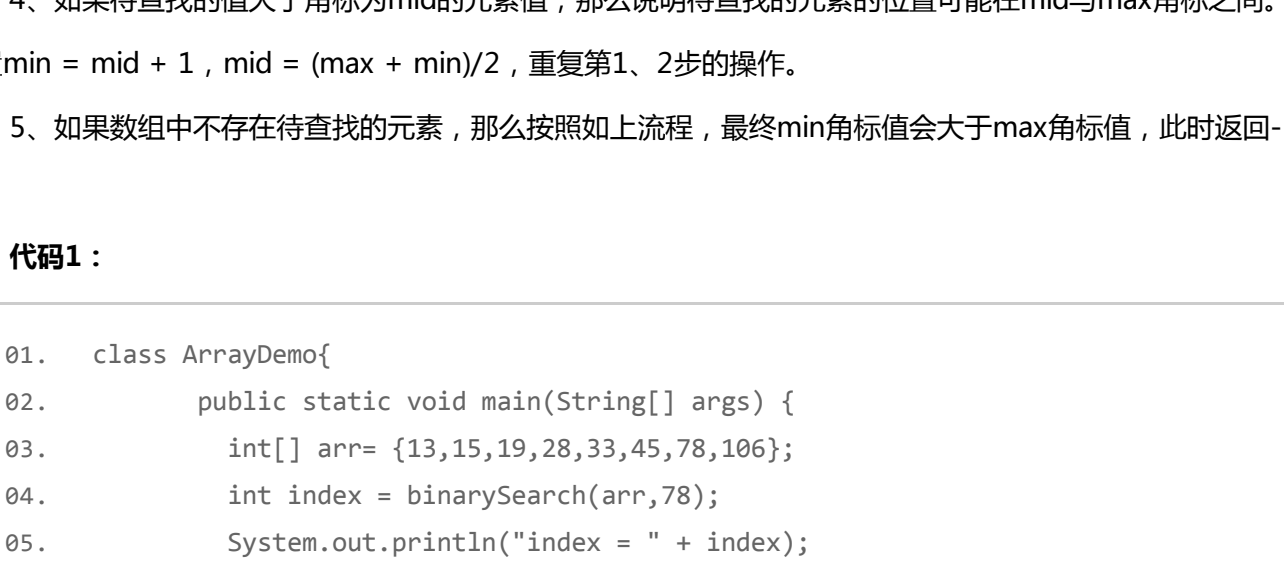 4、如果待查找的值大于角标为mid的元素值，那么说明待查找的元素的位置可能在mid与max角标之间。
min = mid + 1，mid = (max + min)/2，重复第1、2步的操作。
5、如果数组中不存在待查找的元素，那么按照如上流程，最终min角标值会大于max角标值，此时返回-
代码1：
01. class ArrayDemo{
02. public static void main(String[] args) {
03. int[] arr= {13,15,19,28,33,45,78,106};
04. int index = binarySearch(arr,78);
05. System.out.println("index = " + index);